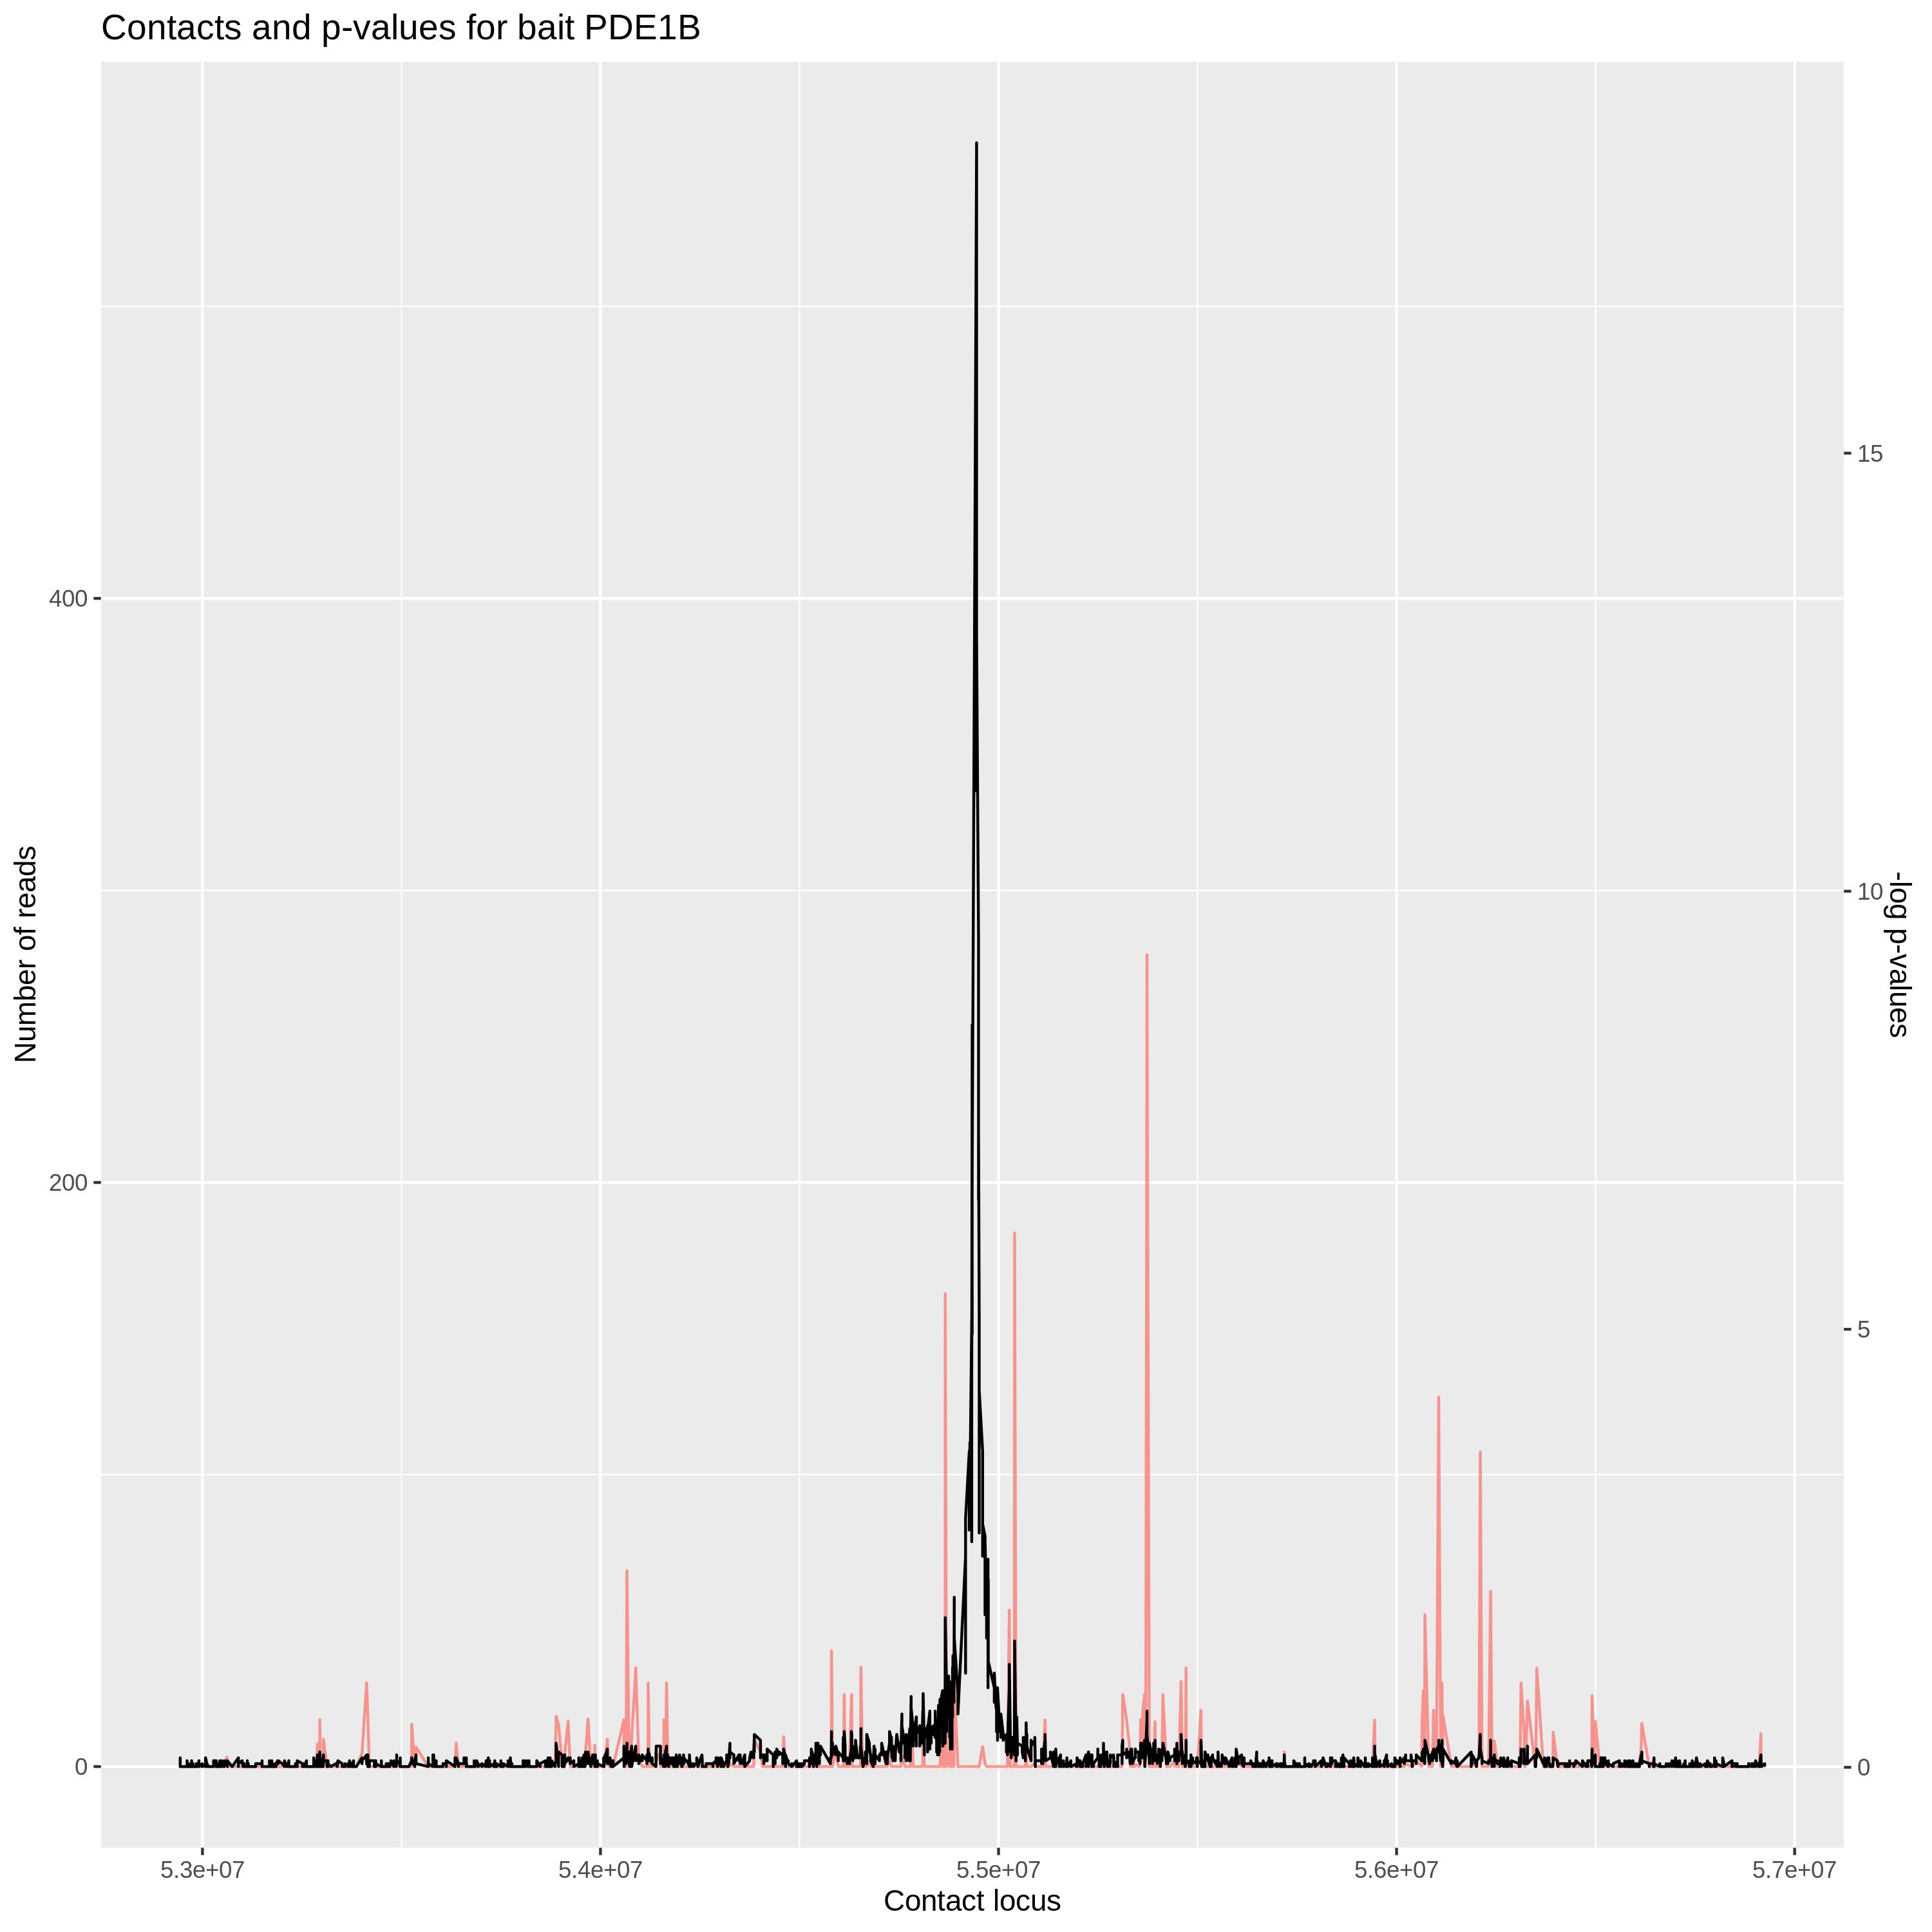 Contacts and p-values for bait PDE1B
400
200
0
Number of reads
15
10
5
0
-log p-values
5.3e+07
5.4e+07
5.5e+07
5.6e+07
5.7e+07
Contact locus